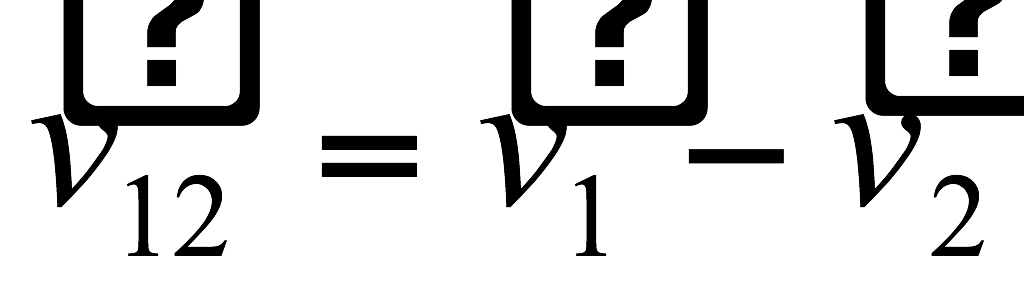 v₁₂ = v₁ − v₂